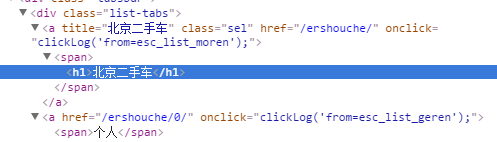 ▼<div class="list-tabs">
▼<a title="北京二手车" class="sel" href="/ershouche/" onclick=
"clickLog('from=esc_list_moren');">
▼<span>
<h1>北京二手车</h1>
</span>
</a>
▼<a href="/ershouche/0/" onclick="clickLog('from=esc_list_geren');">
<span>个人</span>